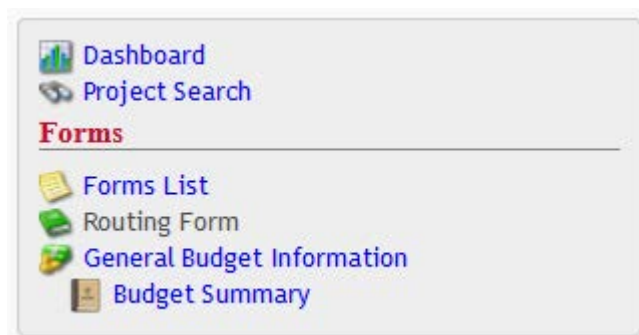 Dashboard
Project Search
Forms
Forms List
Routing Form
General Budget Information
Budget Summary